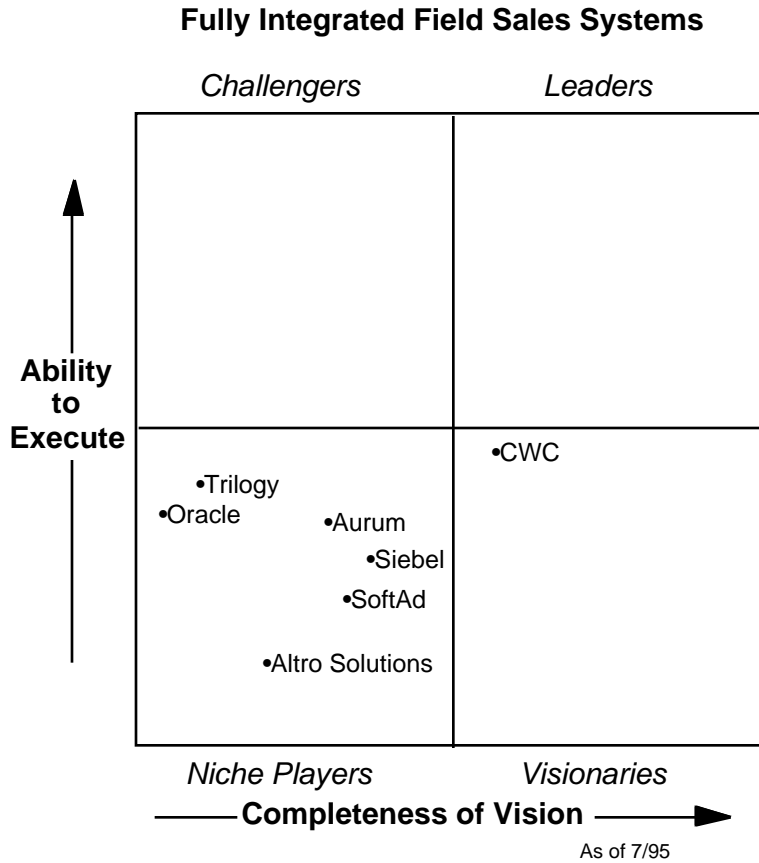 Fully Integrated Field Sales Systems
Challengers
Leaders
Ability
to
Execute
•CWC
•Trilogy
•Oracle
•Aurum
•Siebel
•SoftAd
•Altro Solutions
Niche Players
Visionaries
Completeness of Vision
As of 7/95